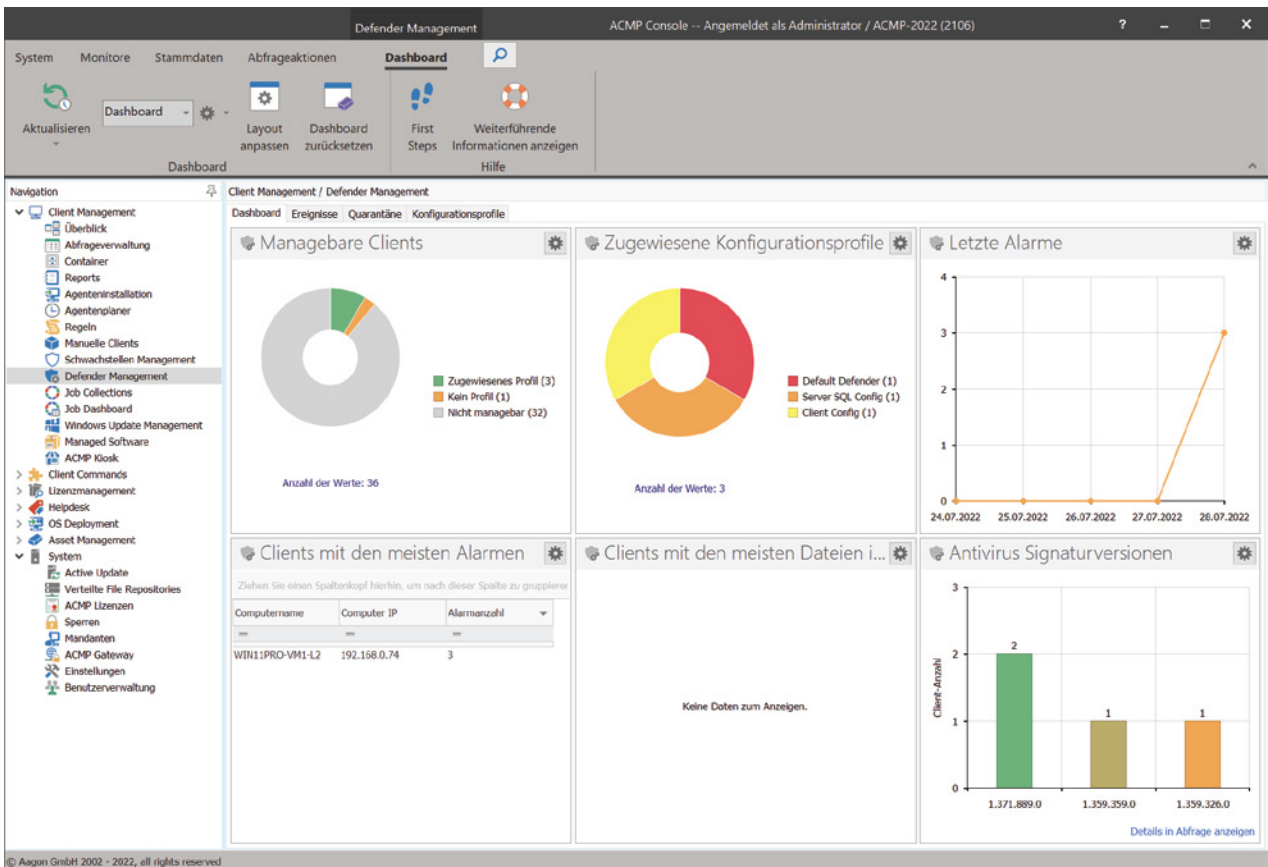 Defender Management
ACMP Console -- Angemeldet als Administrator / ACMP-2022 (2106)
System Monitore Stammdaten Abfrageaktionen Dashboard
Aktualisieren
Dashboard
Layout anpassen
Dashboard zurücksetzen
First Steps
Weiterführende Informationen anzeigen
Dashboard
Hilfe
Navigation
Client Management
Überblick
Abfrageverwaltung
Container
Reports
Agenteninstallation
Agentenplaner
Regeln
Manuelle Clients
Schwachstellen Management
Defender Management
Job Collections
Job Dashboard
Windows Update Management
Managed Software
ACMP Kiosk
Client Commands
Lizenzmanagement
Helpdesk
OS Deployment
Asset Management
System
Active Update
Verteilte File Repositories
ACMP Lizenzen
Sperren
Mandanten
ACMP Gateway
Einstellungen
Benutzerverwaltung
Client Management / Defender Management
Dashboard Ereignisse Quarantäne Konfigurationsprofile
Managebare Clients
Zugewiesenes Profil (3)
Kein Profil (1)
Nicht managebar (32)
Anzahl der Werte: 36
Zugewiesene Konfigurationsprofile
Default Defender (1)
Server SQL Config (1)
Client Config (1)
Anzahl der Werte: 3
Letzte Alarme
4
3
2
1
0
24.07.2022 25.07.2022 26.07.2022 27.07.2022 28.07.2022
Clients mit den meisten Alarmen
Ziehen Sie einen Spaltenkopf hierhin, um nach dieser Spalte zu gruppieren
Computername Computer IP Alarmanzahl
= = =
WIN11PRO-VM1-L2 192.168.0.74 3
Clients mit den meisten Dateien i...
Keine Daten zum Anzeigen.
Antivirus Signaturversionen
Client-Anzahl
3
2
1
0
2 1 1
1.371.889.0 1.359.359.0 1.359.326.0
Details in Abfrage anzeigen
© Aagon GmbH 2002 - 2022, all rights reserved